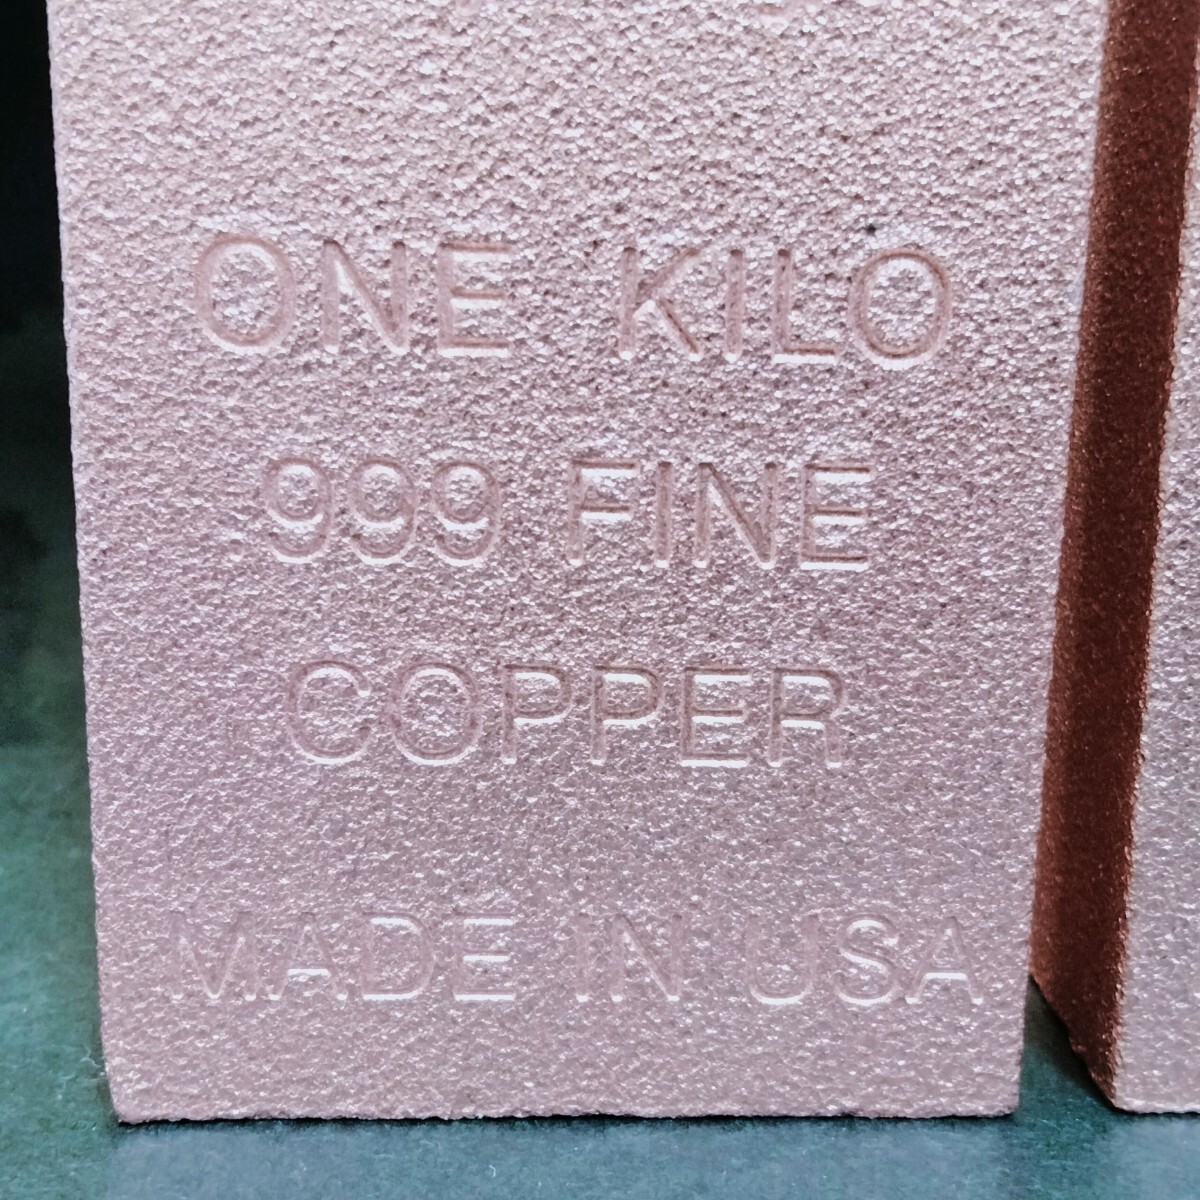 ONE KILO
999 FINE
COPPER
MADE IN USA